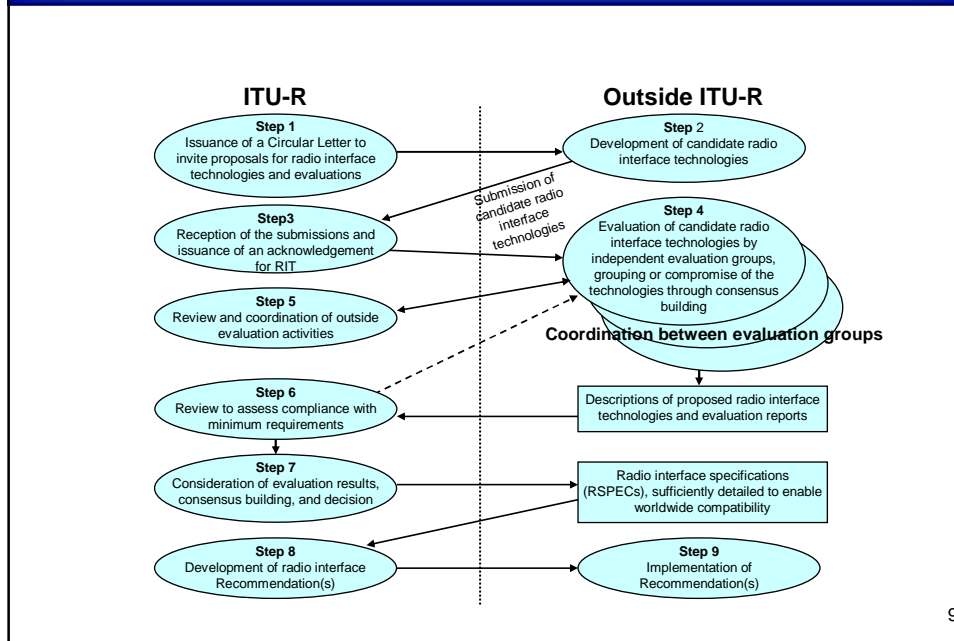 ITU-R
Outside ITU-R
Step 1
Issuance of a Circular Letter to
invite proposals for radio interface
technologies and evaluations
Step 2
Development of candidate radio
interface technologies
Submission of
candidate radio
interface
technologies
Step3
Reception of the submissions and
issuance of an acknowledgement
for RIT
Step 4
Evaluation of candidate radio
interface technologies by
independent evaluation groups,
grouping or compromise of the
technologies through consensus
building
Step 5
Review and coordination of outside
evaluation activities
Coordination between evaluation groups
Step 6
Review to assess compliance with
minimum requirements
Descriptions of proposed radio interface
technologies and evaluation reports
Step 7
Consideration of evaluation results,
consensus building, and decision
Radio interface specifications
(RSPECs), sufficiently detailed to enable
worldwide compatibility
Step 8
Development of radio interface
Recommendation(s)
Step 9
Implementation of
Recommendation(s)
9